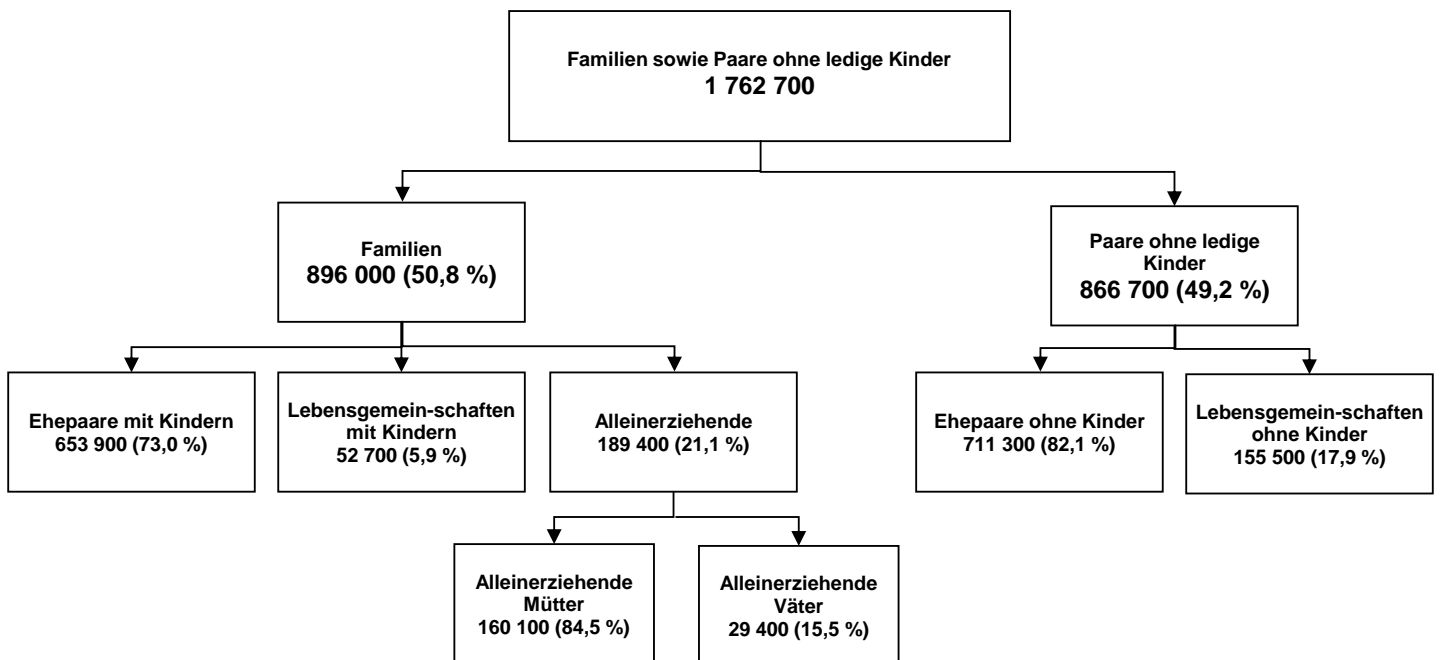 Familien sowie Paare ohne ledige Kinder
1 762 700
Familien
896 000 (50,8 %)
Paare ohne ledige
Kinder
866 700 (49,2 %)
Ehepaare mit Kindern
653 900 (73,0 %)
Lebensgemein-schaften
mit Kindern
52 700 (5,9 %)
Alleinerziehende
189 400 (21,1 %)
Ehepaare ohne Kinder
711 300 (82,1 %)
Lebensgemein-schaften
ohne Kinder
155 500 (17,9 %)
Alleinerziehende
Mütter
160 100 (84,5 %)
Alleinerziehende
Väter
29 400 (15,5 %)